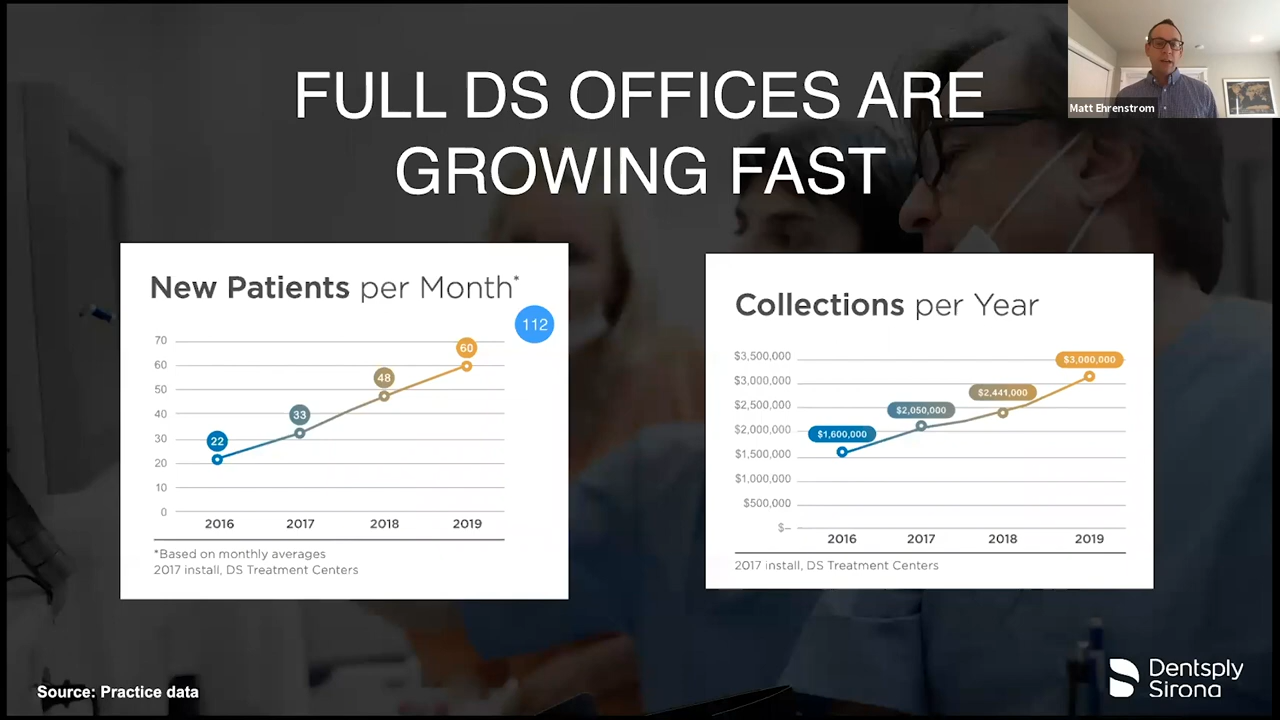 FULL DS OFFICES ARE
GROWING FAST
Matt Ehrenstrom
New Patients per Month*
112
70
60
50
40
30
20
10
0
22
33
48
60
2016 2017 2018 2019
*Based on monthly averages
2017 install, DS Treatment Centers
Collections per Year
$3,500,000
$3,000,000
$2,500,000
$2,000,000
$1,500,000
$1,000,000
$500,000
$–
$1,600,000
$2,050,000
$2,441,000
$3,000,000
2016 2017 2018 2019
2017 install, DS Treatment Centers
Source: Practice data
Dentsply
Sirona